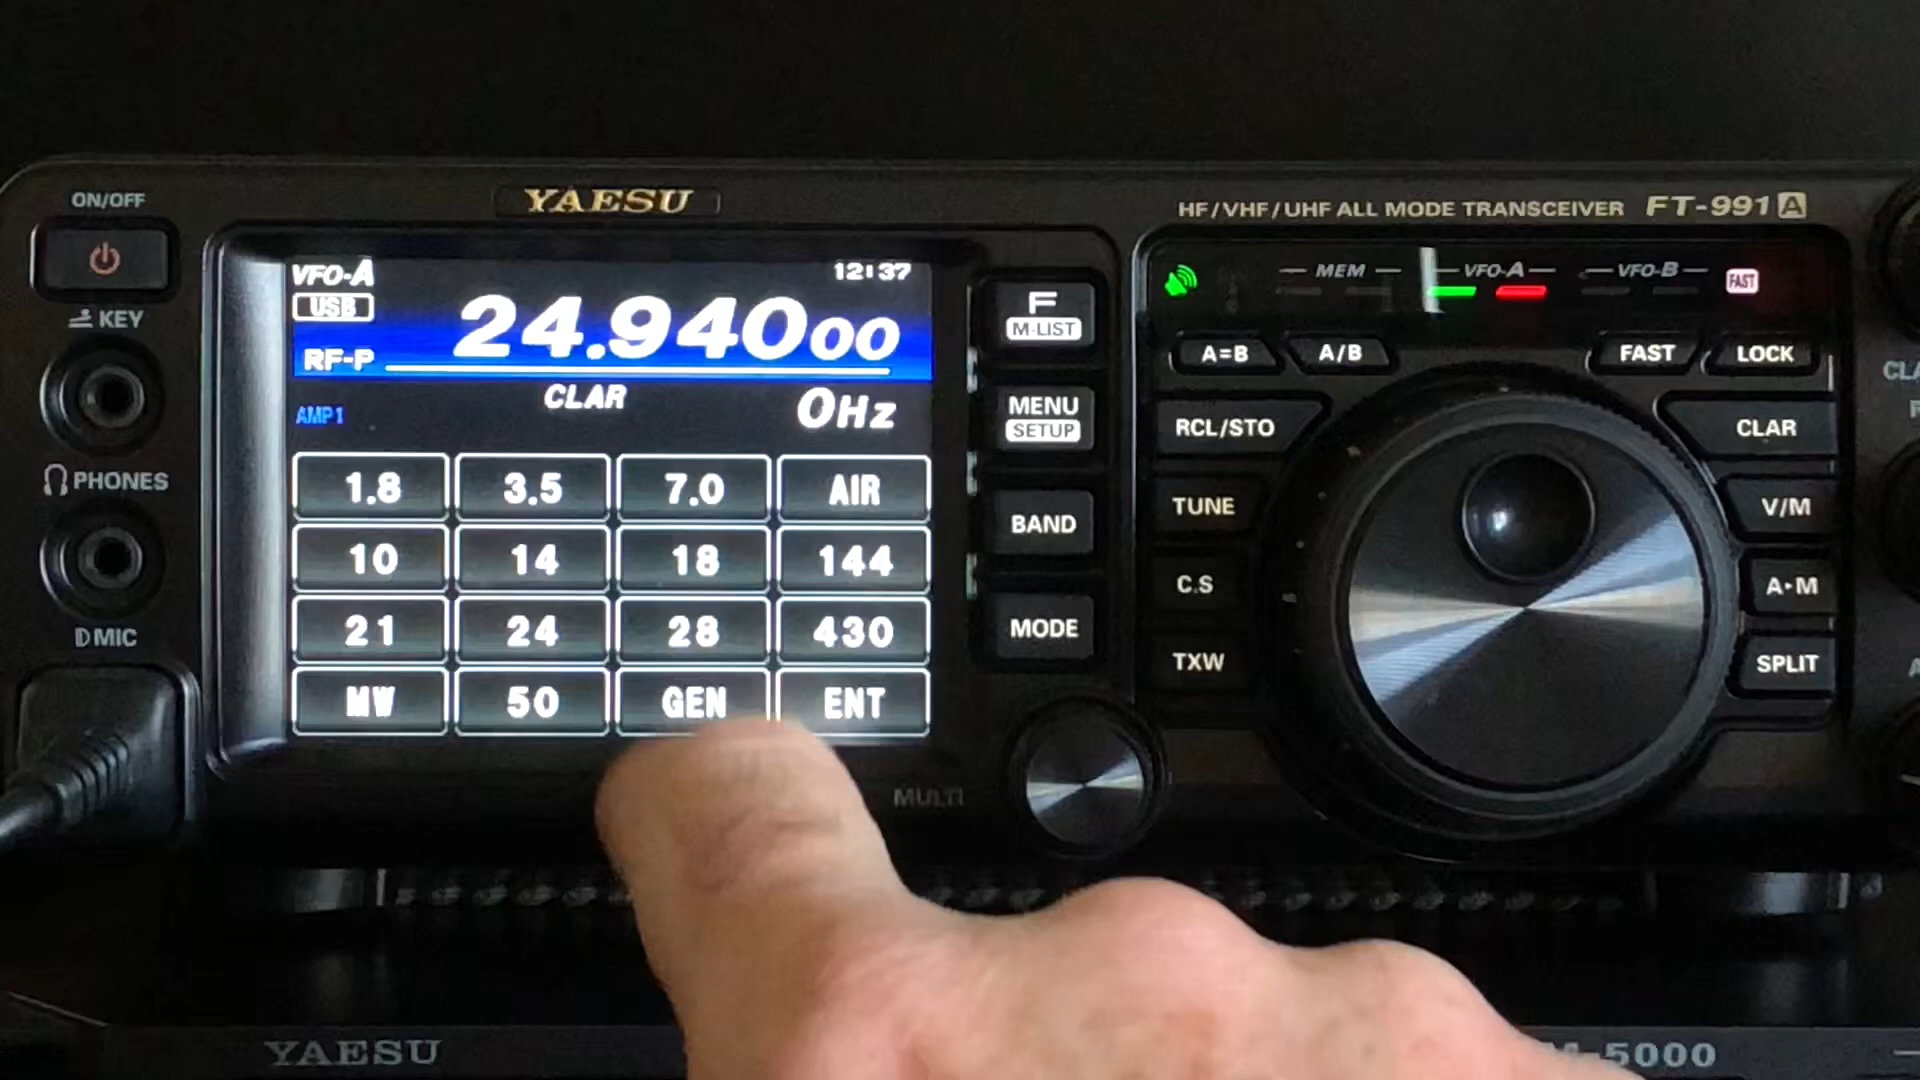 ON/OFF
YAESU
HF/VHF/UHF ALL MODE TRANSCEIVER FT-991A
VFO-A 12:37
USB
24.94000
RF-P
CLAR 0Hz
AMP1
1.8 3.5 7.0 AIR
10 14 18 144
21 24 28 430
MW 50 GEN ENT
KEY
PHONES
MIC
F
M-LIST
MENU
SETUP
BAND
MODE
MULTI
MEM VFO-A VFO-B FAST
A=B A/B FAST LOCK
RCL/STO CLAR
TUNE V/M
C.S A▸M
TXW SPLIT
YAESU
-5000